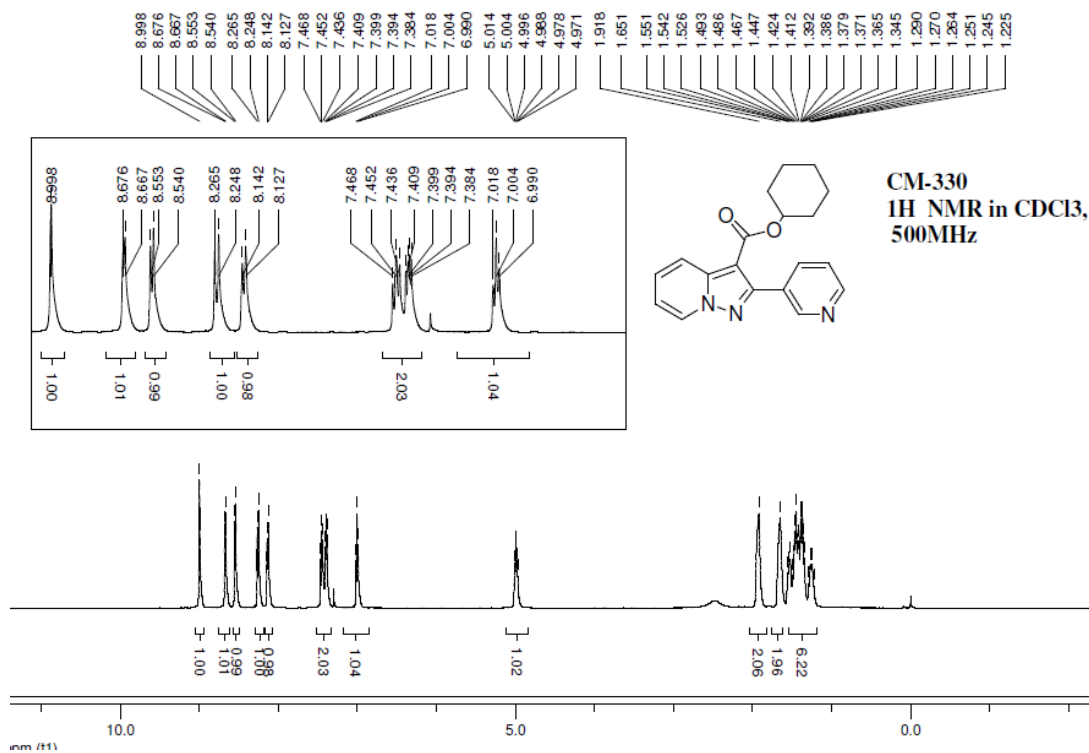 8.998 8.676 8.667 8.553 8.540 8.265 8.248 8.142 8.127 7.468 7.452 7.436 7.409 7.399 7.394 7.384 7.018 7.004 6.990 5.014 5.004 4.996 4.988 4.978 4.971 1.918 1.651 1.551 1.542 1.526 1.493 1.486 1.467 1.447 1.424 1.412 1.392 1.386 1.379 1.371 1.365 1.345 1.290 1.270 1.264 1.251 1.245 1.225
8.998 8.676 8.667 8.553 8.540 8.265 8.248 8.142 8.127 7.468 7.452 7.436 7.409 7.399 7.394 7.384 7.018 7.004 6.990
CM-330
1H NMR in CDCl3,
500MHz
O
O
N
N
N
1.00 1.01 0.99 1.00 0.98 2.03 1.04
1.00 1.01 0.99 1.00 0.98 2.03 1.04 1.02 2.06 1.96 6.22
10.0 5.0 0.0
ppm (t1)